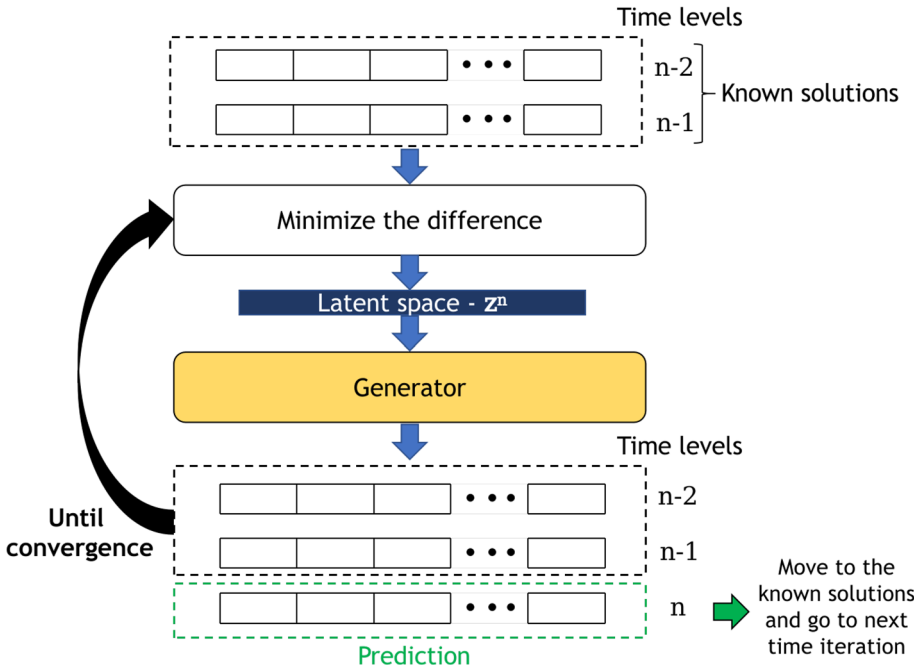 Time levels
n-2
Known solutions
n-1
Minimize the difference
Latent space - zⁿ
Generator
Time levels
n-2
Until
convergence
n-1
n
Move to the
known solutions
and go to next
time iteration
Prediction